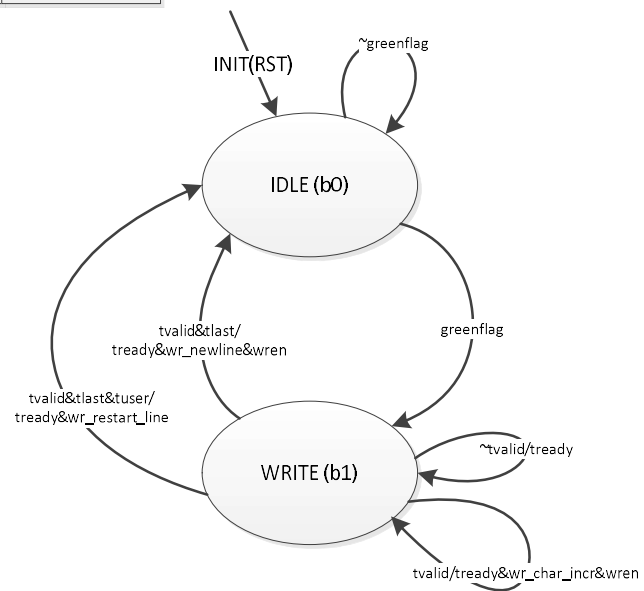 ~greenflag
INIT(RST)
IDLE (b0)
tvalid&tlast/
tready&wr_newline&wren
greenflag
tvalid&tlast&tuser/
tready&wr_restart_line
~tvalid/tready
WRITE (b1)
tvalid/tready&wr_char_incr&wren